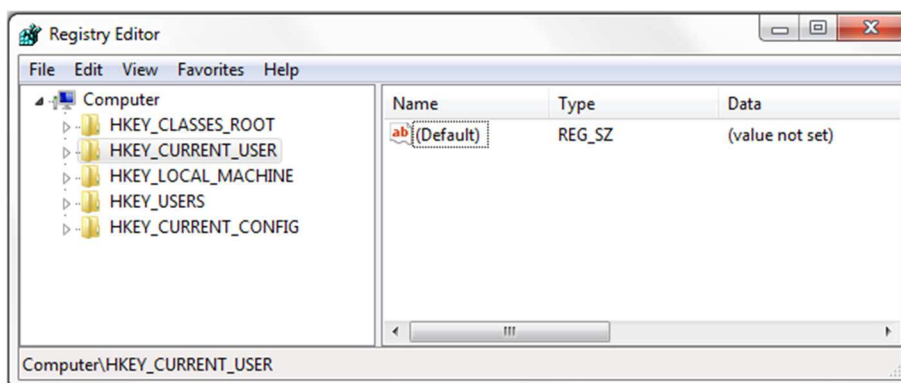 Registry Editor
File Edit View Favorites Help
Computer
HKEY_CLASSES_ROOT
HKEY_CURRENT_USER
HKEY_LOCAL_MACHINE
HKEY_USERS
HKEY_CURRENT_CONFIG
Name Type Data
ab (Default) REG_SZ (value not set)
Computer\HKEY_CURRENT_USER